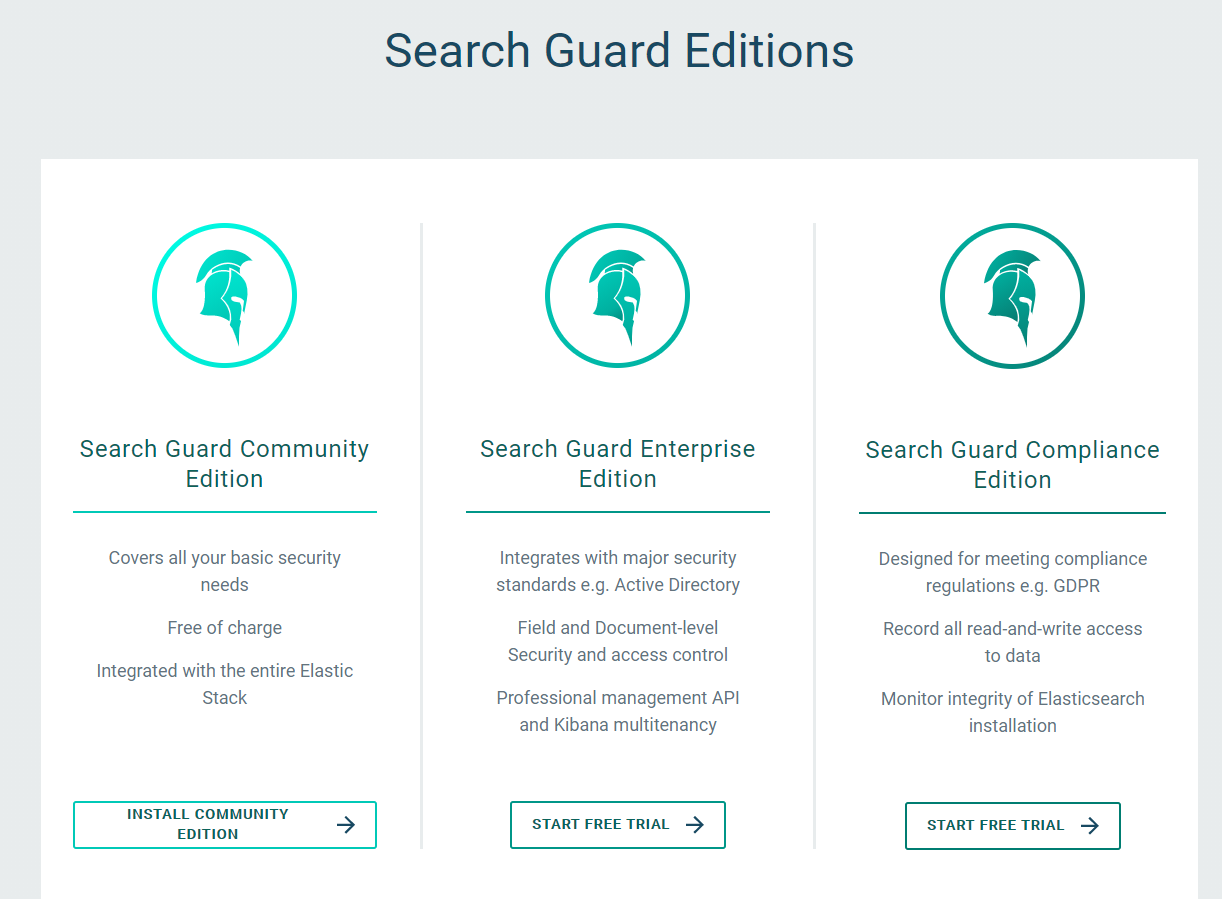 Search Guard Editions
Search Guard Community
Edition
Covers all your basic security
needs
Free of charge
Integrated with the entire Elastic
Stack
INSTALL COMMUNITY
EDITION
Search Guard Enterprise
Edition
Integrates with major security
standards e.g. Active Directory
Field and Document-level
Security and access control
Professional management API
and Kibana multitenancy
START FREE TRIAL
Search Guard Compliance
Edition
Designed for meeting compliance
regulations e.g. GDPR
Record all read-and-write access
to data
Monitor integrity of Elasticsearch
installation
START FREE TRIAL